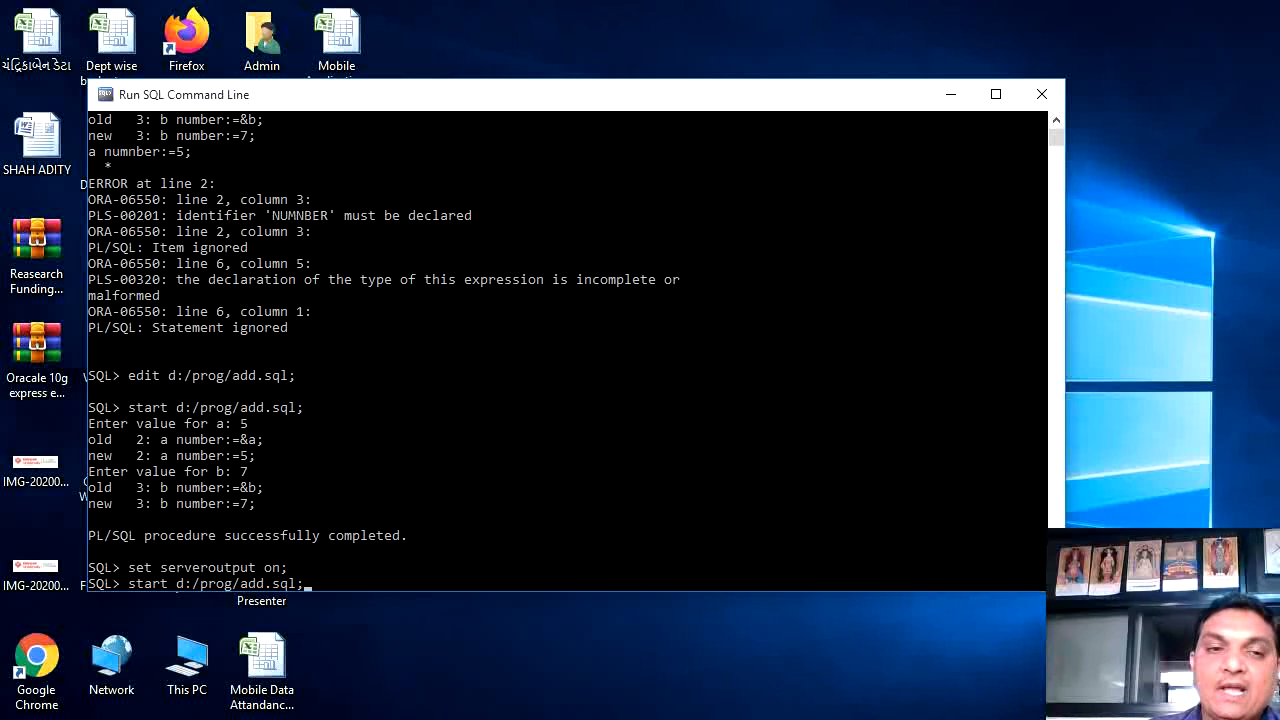 Dept wise
Firefox
Admin
Mobile
Run SQL Command Line
SHAH ADITY
Reasearch
Funding...
Oracale 10g
express e...
IMG-20200...
IMG-20200...
old   3: b number:=&b;
new   3: b number:=7;
a numnber:=5;
*
ERROR at line 2:
ORA-06550: line 2, column 3:
PLS-00201: identifier 'NUMNBER' must be declared
ORA-06550: line 2, column 3:
PL/SQL: Item ignored
ORA-06550: line 6, column 5:
PLS-00320: the declaration of the type of this expression is incomplete or
malformed
ORA-06550: line 6, column 1:
PL/SQL: Statement ignored
SQL> edit d:/prog/add.sql;
SQL> start d:/prog/add.sql;
Enter value for a: 5
old   2: a number:=&a;
new   2: a number:=5;
Enter value for b: 7
old   3: b number:=&b;
new   3: b number:=7;
PL/SQL procedure successfully completed.
SQL> set serveroutput on;
SQL> start d:/prog/add.sql;
Presenter
Google
Chrome
Network
This PC
Mobile Data
Attandanc...